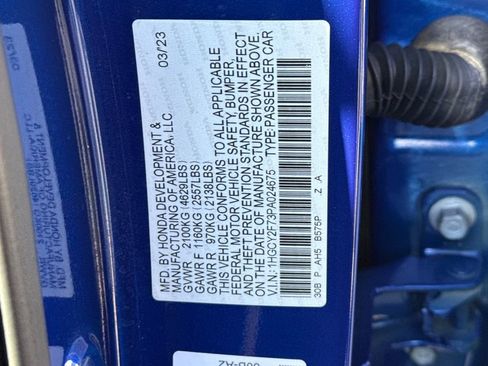 MFD. BY HONDA DEVELOPMENT & 03/23
MANUFACTURING OF AMERICA, LLC
GVWR 2100KG(4629LBS)
GAWR F 1160KG(2557LBS)
GAWR R 970KG(2138LBS)
THIS VEHICLE CONFORMS TO ALL APPLICABLE
FEDERAL MOTOR VEHICLE SAFETY, BUMPER,
AND THEFT PREVENTION STANDARDS IN EFFECT
ON THE DATE OF MANUFACTURE SHOWN ABOVE.
V.I.N.:1HGCY2F73PA024675 TYPE:PASSENGER CAR
30B P AH5 B575P Z A